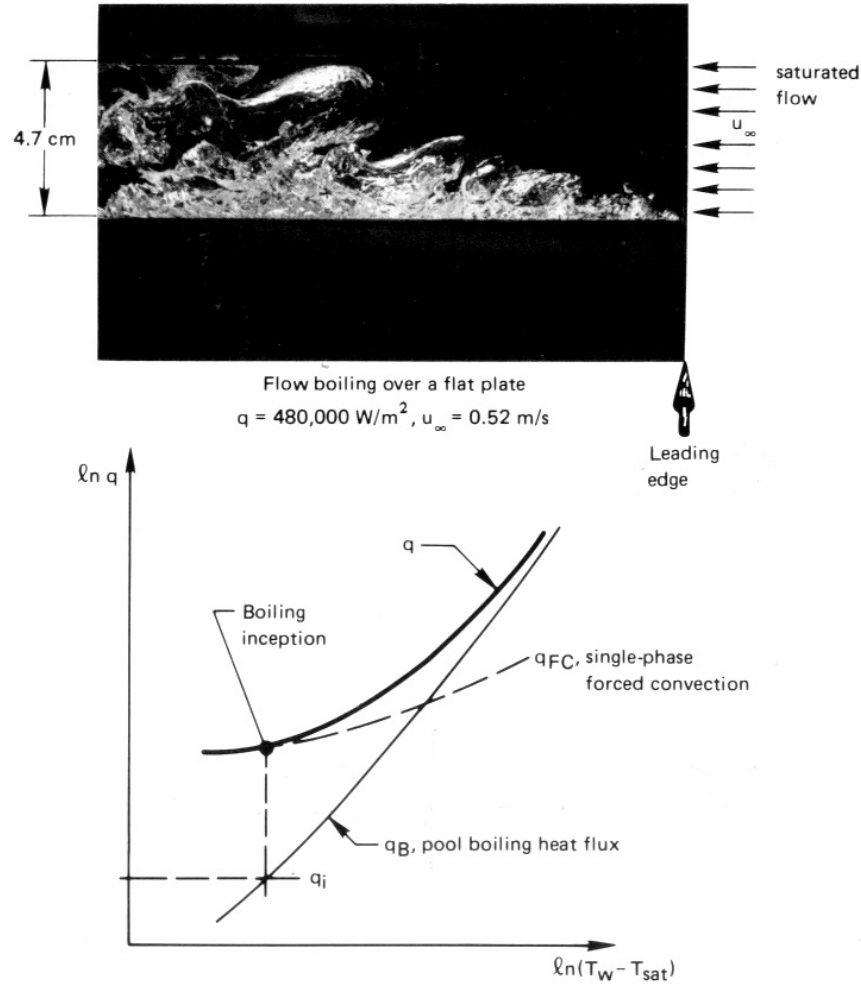 saturated
flow
u∞
4.7 cm
Flow boiling over a flat plate
q = 480,000 W/m², u∞ = 0.52 m/s
Leading
edge
ℓn q
q
Boiling
inception
qFC, single-phase
forced convection
qB, pool boiling heat flux
qi
ℓn(Tw – Tsat)